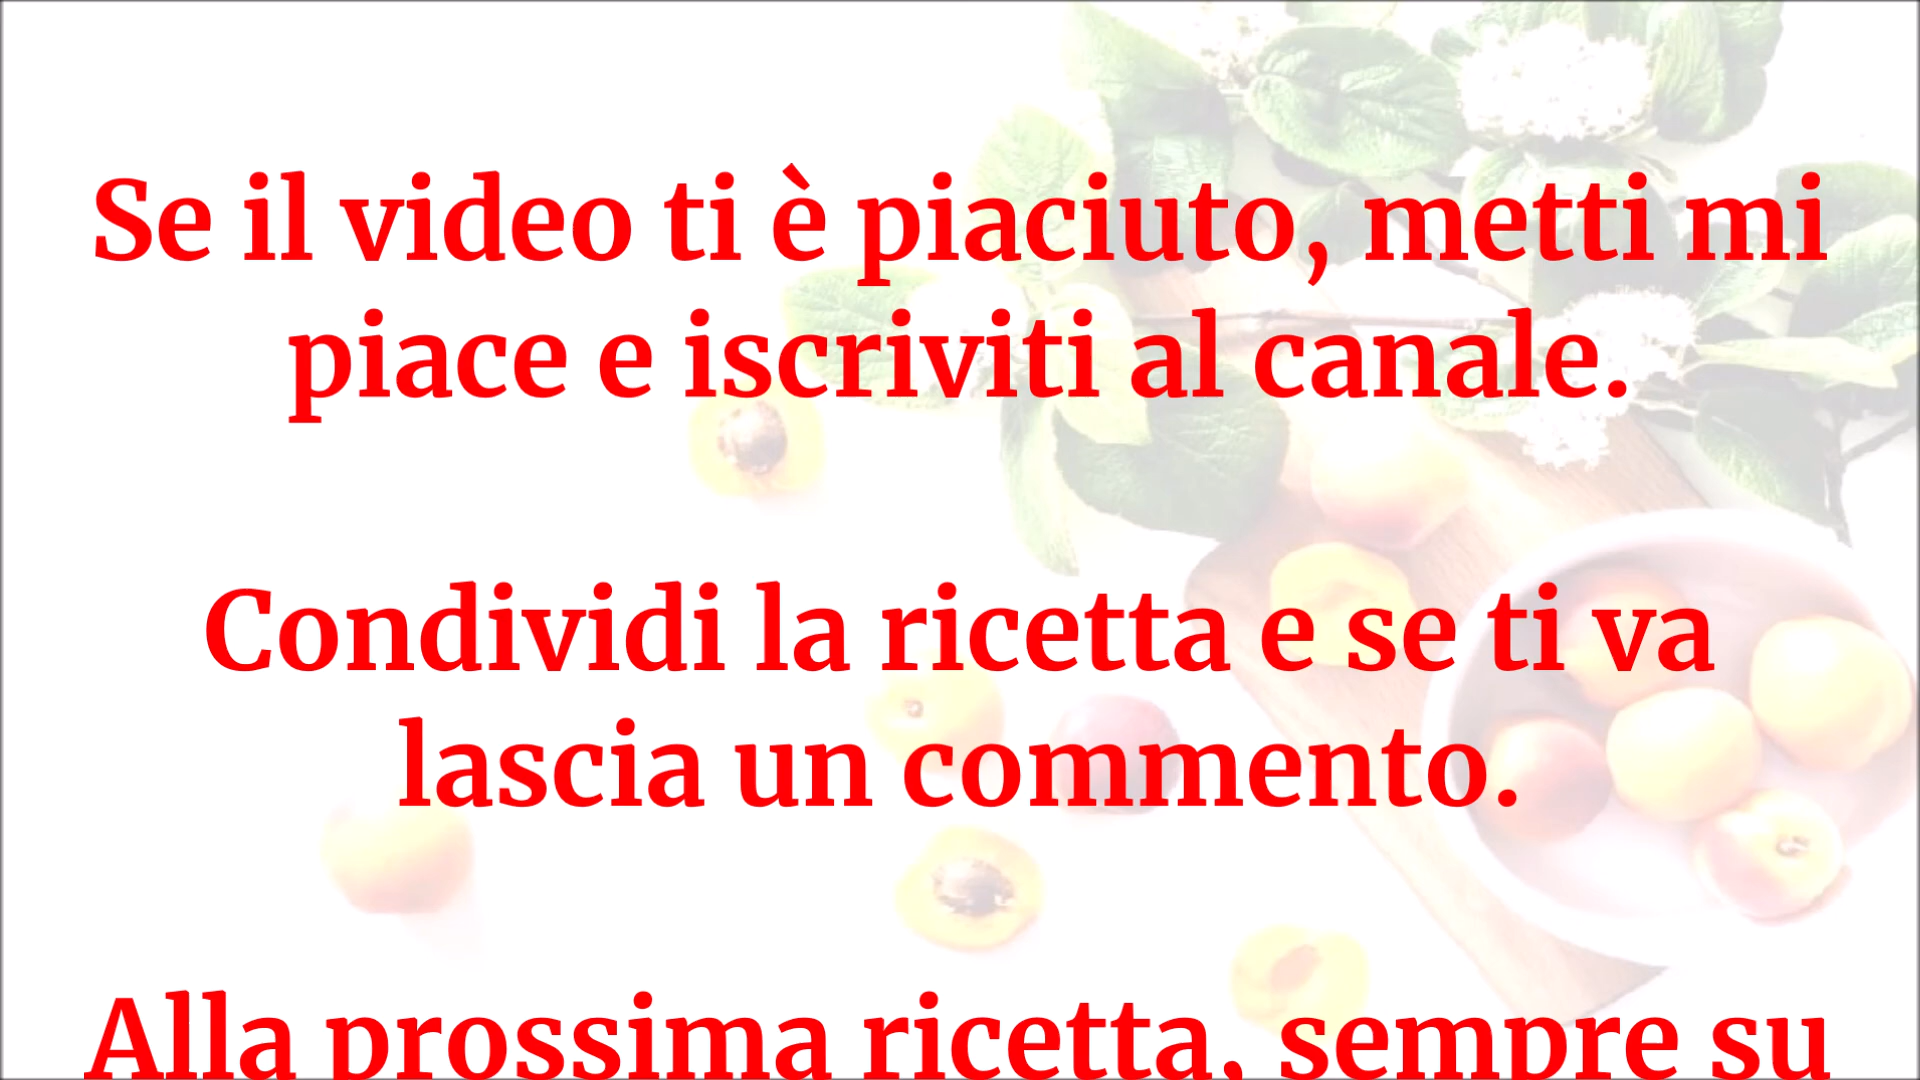 Se il video ti è piaciuto, metti mi
piace e iscriviti al canale.
Condividi la ricetta e se ti va
lascia un commento.
Alla prossima ricetta, sempre su